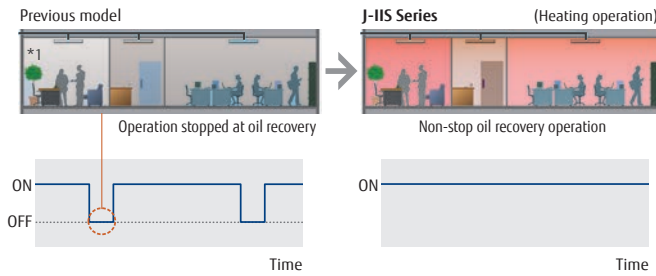 Previous model
J-IIS Series
(Heating operation)
*1
Operation stopped at oil recovery
Non-stop oil recovery operation
ON
OFF
Time
ON
Time